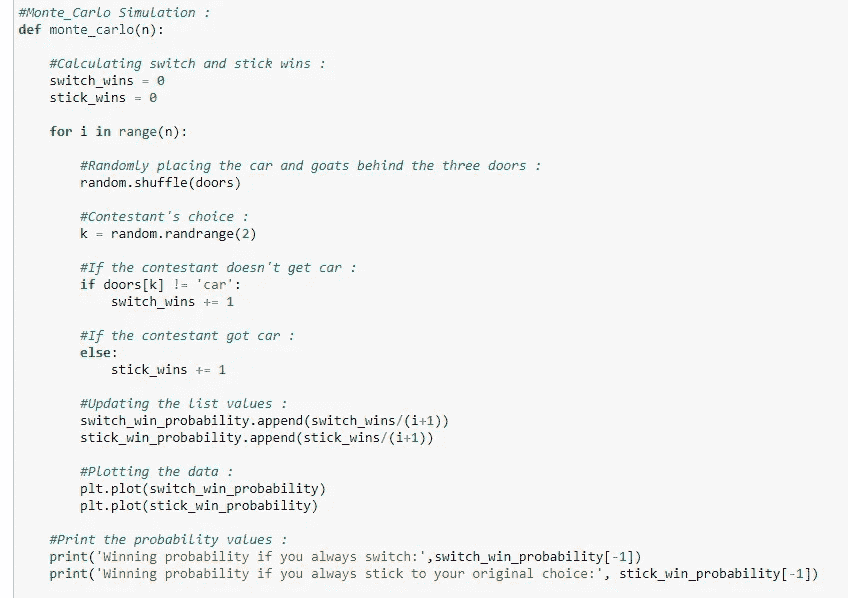 #Monte_Carlo Simulation :
def monte_carlo(n):
#Calculating switch and stick wins :
switch_wins = 0
stick_wins = 0
for i in range(n):
#Randomly placing the car and goats behind the three doors :
random.shuffle(doors)
#Contestant's choice :
k = random.randrange(2)
#If the contestant doesn't get car :
if doors[k] != 'car':
switch_wins += 1
#If the contestant got car :
else:
stick_wins += 1
#Updating the list values :
switch_win_probability.append(switch_wins/(i+1))
stick_win_probability.append(stick_wins/(i+1))
#Plotting the data :
plt.plot(switch_win_probability)
plt.plot(stick_win_probability)
#Print the probability values :
print('Winning probability if you always switch:',switch_win_probability[-1])
print('Winning probability if you always stick to your original choice:', stick_win_probability[-1])